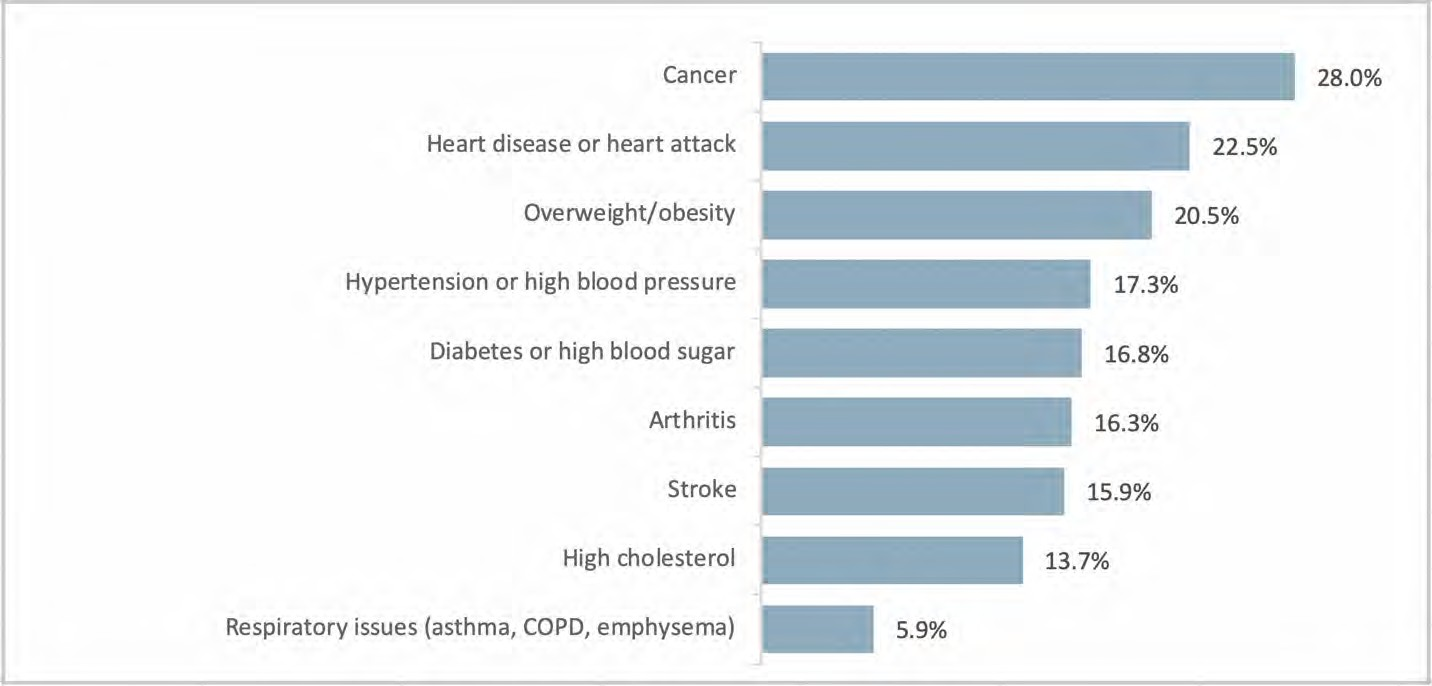 Cancer 28.0%
Heart disease or heart attack 22.5%
Overweight/obesity 20.5%
Hypertension or high blood pressure 17.3%
Diabetes or high blood sugar 16.8%
Arthritis 16.3%
Stroke 15.9%
High cholesterol 13.7%
Respiratory issues (asthma, COPD, emphysema) 5.9%